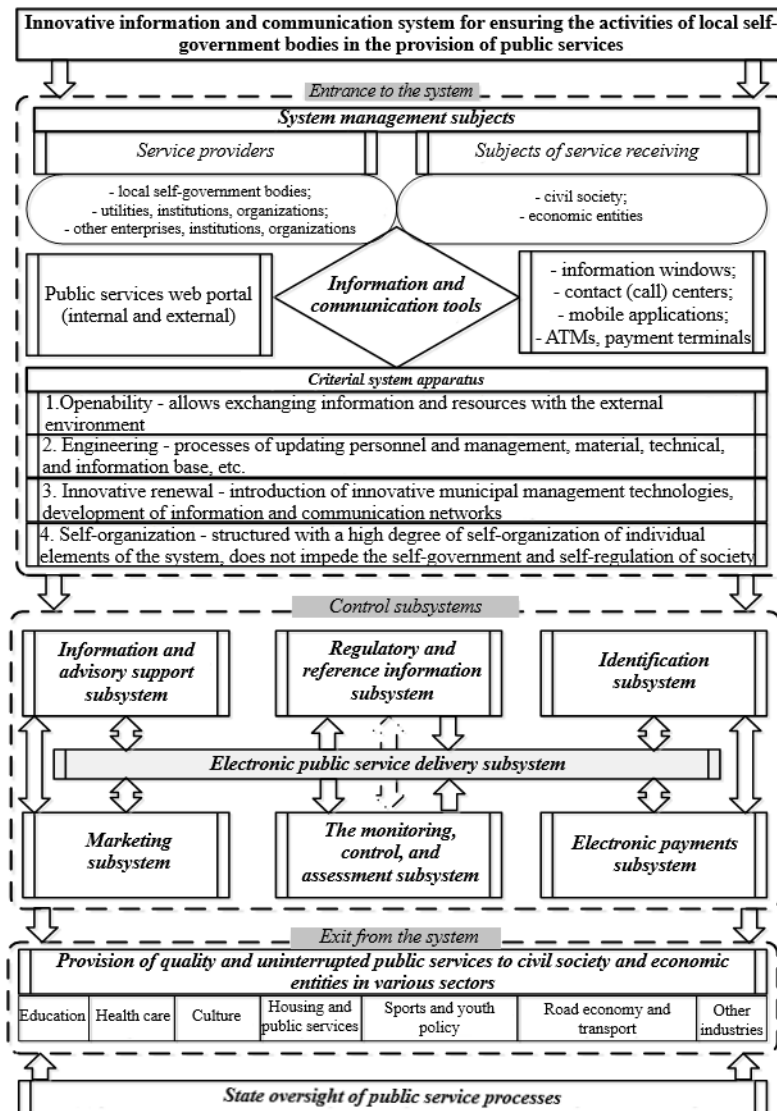 Innovative information and communication system for ensuring the activities of local self-
government bodies in the provision of public services
Entrance to the system
System management subjects
Service providers
Subjects of service receiving
- local self-government bodies;
- utilities, institutions, organizations;
- other enterprises, institutions, organizations
- civil society;
- economic entities
Public services web portal
(internal and external)
Information and
communication tools
- information windows;
- contact (call) centers;
- mobile applications;
- ATMs, payment terminals
Criterial system apparatus
1.Openability - allows exchanging information and resources with the external
environment
2. Engineering - processes of updating personnel and management, material, technical,
and information base, etc.
3. Innovative renewal - introduction of innovative municipal management technologies,
development of information and communication networks
4. Self-organization - structured with a high degree of self-organization of individual
elements of the system, does not impede the self-government and self-regulation of society
Control subsystems
Information and
advisory support
subsystem
Regulatory and
reference information
subsystem
Identification
subsystem
Electronic public service delivery subsystem
Marketing
subsystem
The monitoring,
control, and
assessment subsystem
Electronic payments
subsystem
Exit from the system
Provision of quality and uninterrupted public services to civil society and economic
entities in various sectors
Education
Health care
Culture
Housing and
public services
Sports and youth
policy
Road economy and
transport
Other
industries
State oversight of public service processes